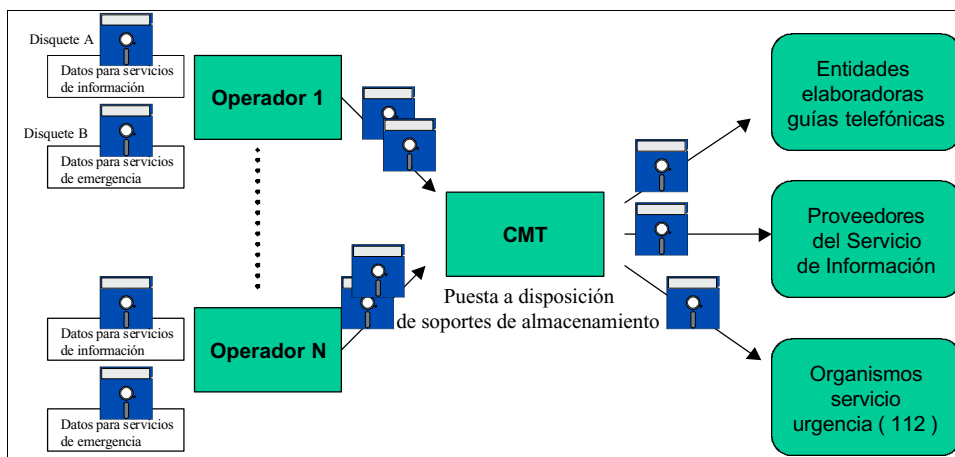 Disquete A
Datos para servicios
de información
Disquete B
Datos para servicios
de emergencia
Operador 1
Datos para servicios
de información
Datos para servicios
de emergencia
Operador N
CMT
Puesta a disposición
de soportes de almacenamiento
Entidades
elaboradoras
guías telefónicas
Proveedores
del Servicio
de Información
Organismos
servicio
urgencia ( 112 )